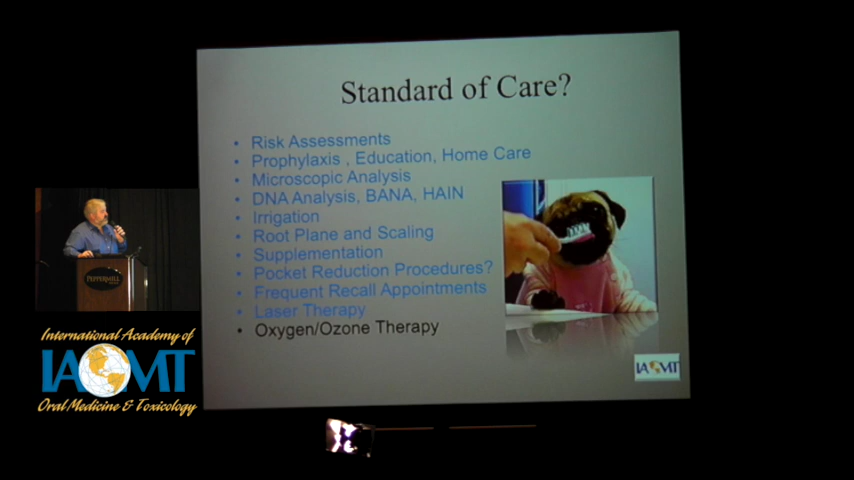 Standard of Care?
• Risk Assessments
• Prophylaxis , Education, Home Care
• Microscopic Analysis
• DNA Analysis, BANA, HAIN
• Irrigation
• Root Plane and Scaling
• Supplementation
• Pocket Reduction Procedures?
• Frequent Recall Appointments
• Laser Therapy
• Oxygen/Ozone Therapy
IAOMT
PEPPERMILL
International Academy of
IAOMT
Oral Medicine & Toxicology